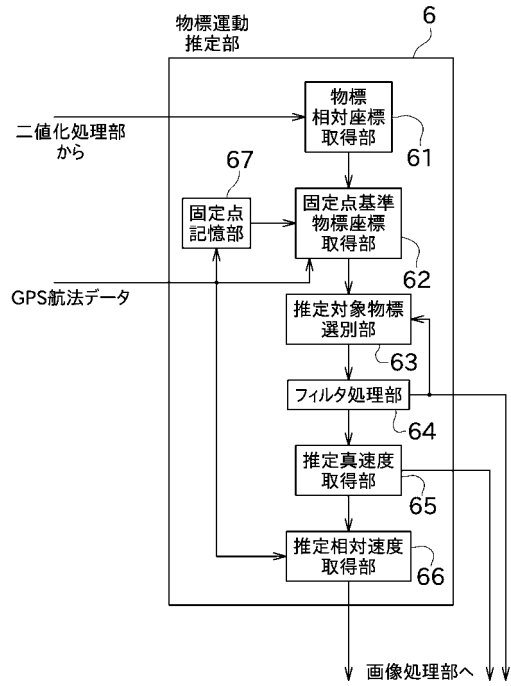 物標運動
推定部
6
物標
相対座標
取得部
61
二値化処理部
から
67
固定点
記憶部
固定点基準
物標座標
取得部
62
GPS航法データ
推定対象物標
選別部
63
フィルタ処理部
64
推定真速度
取得部
65
推定相対速度
取得部
66
画像処理部へ